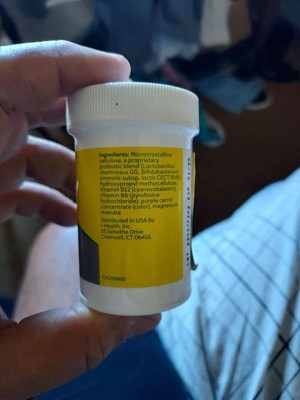 Ingredients: Microcrystalline
cellulose, a proprietary
probiotic blend (Lactobacillus
rhamnosus GG, Bifidobacterium
animalis subsp. lactis CECT 8145),
hydroxypropyl methylcellulose,
Vitamin B12 (cyanocobalamin),
Vitamin B6 (pyridoxine
hydrochloride), purple carrot
concentrate (color), magnesium
stearate.
Distributed in USA by
i-Health, Inc.
55 Sebethe Drive
Cromwell, CT 06416.